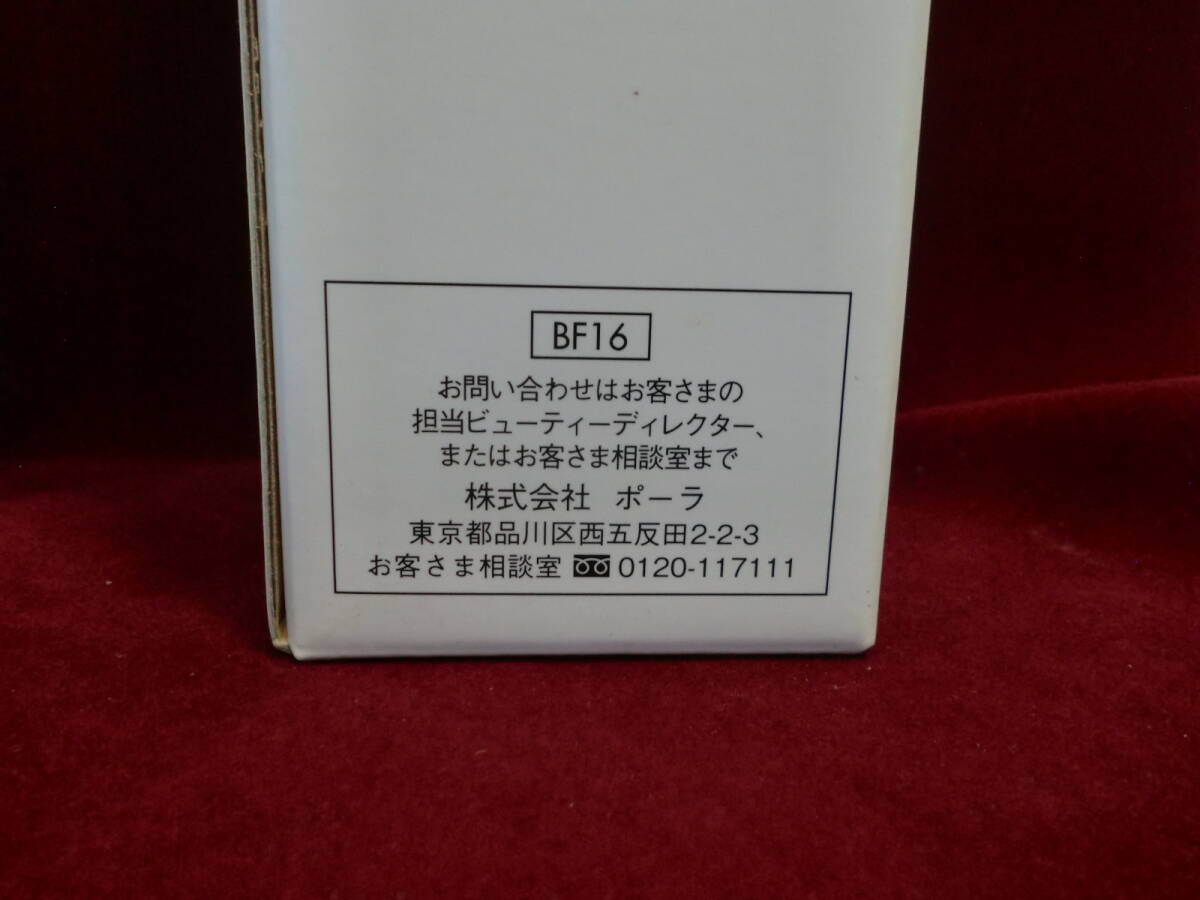 BF16
お問い合わせはお客さまの
担当ビューティーディレクター、
またはお客さま相談室まで
株式会社 ポーラ
東京都品川区西五反田2-2-3
お客さま相談室 0120-117111